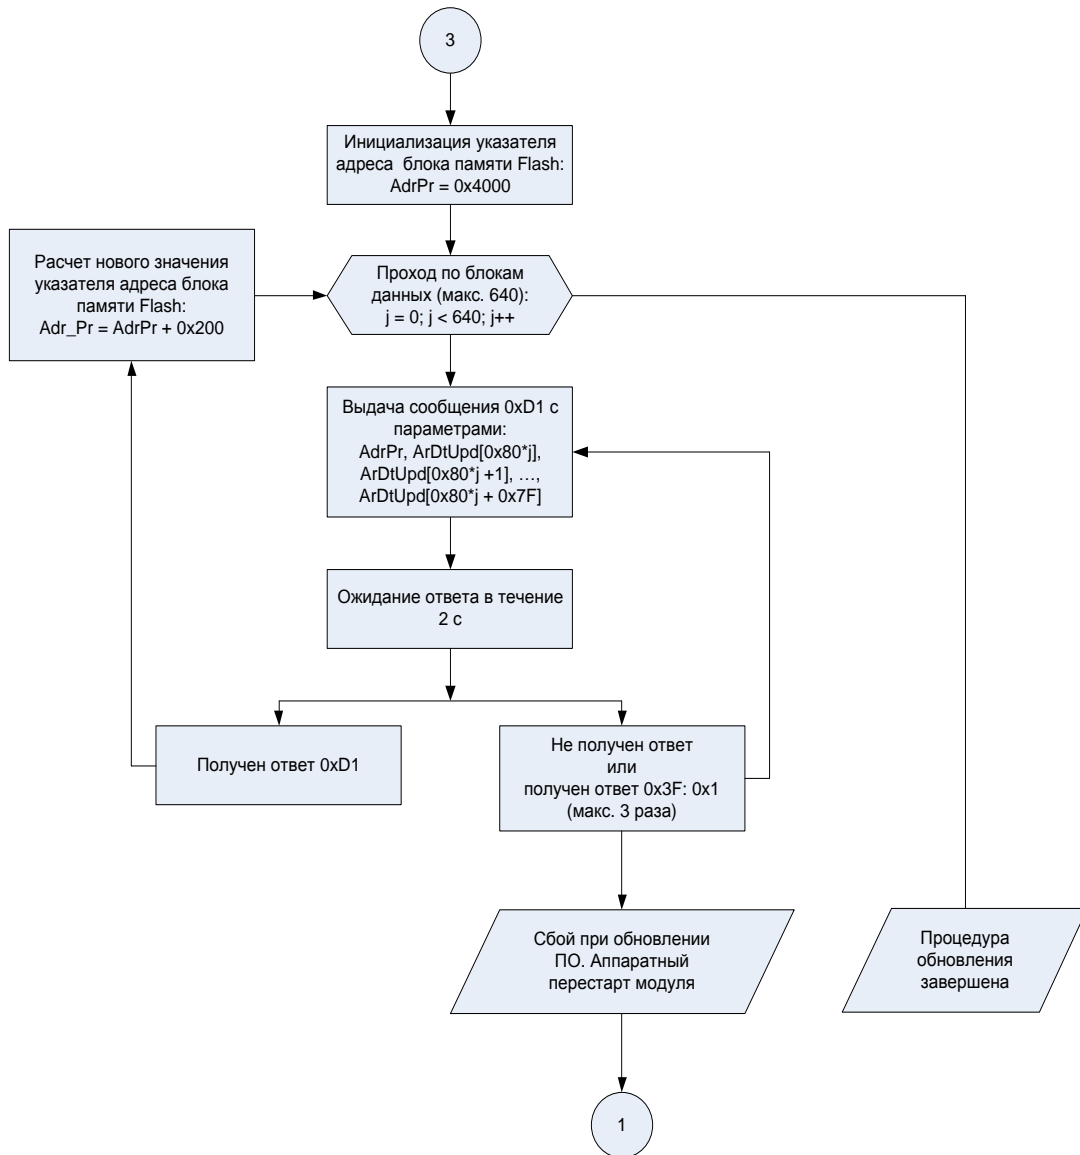 3
Инициализация указателя
адреса блока памяти Flash:
AdrPr = 0x4000
Расчет нового значения
указателя адреса блока
памяти Flash:
Adr_Pr = AdrPr + 0x200
Проход по блокам
данных (макс. 640):
j = 0; j < 640; j++
Выдача сообщения 0xD1 с
параметрами:
AdrPr, ArDtUpd[0x80*j],
ArDtUpd[0x80*j +1], …,
ArDtUpd[0x80*j + 0x7F]
Ожидание ответа в течение
2 с
Получен ответ 0xD1
Не получен ответ
или
получен ответ 0x3F: 0x1
(макс. 3 раза)
Сбой при обновлении
ПО. Аппаратный
перестарт модуля
Процедура
обновления
завершена
1